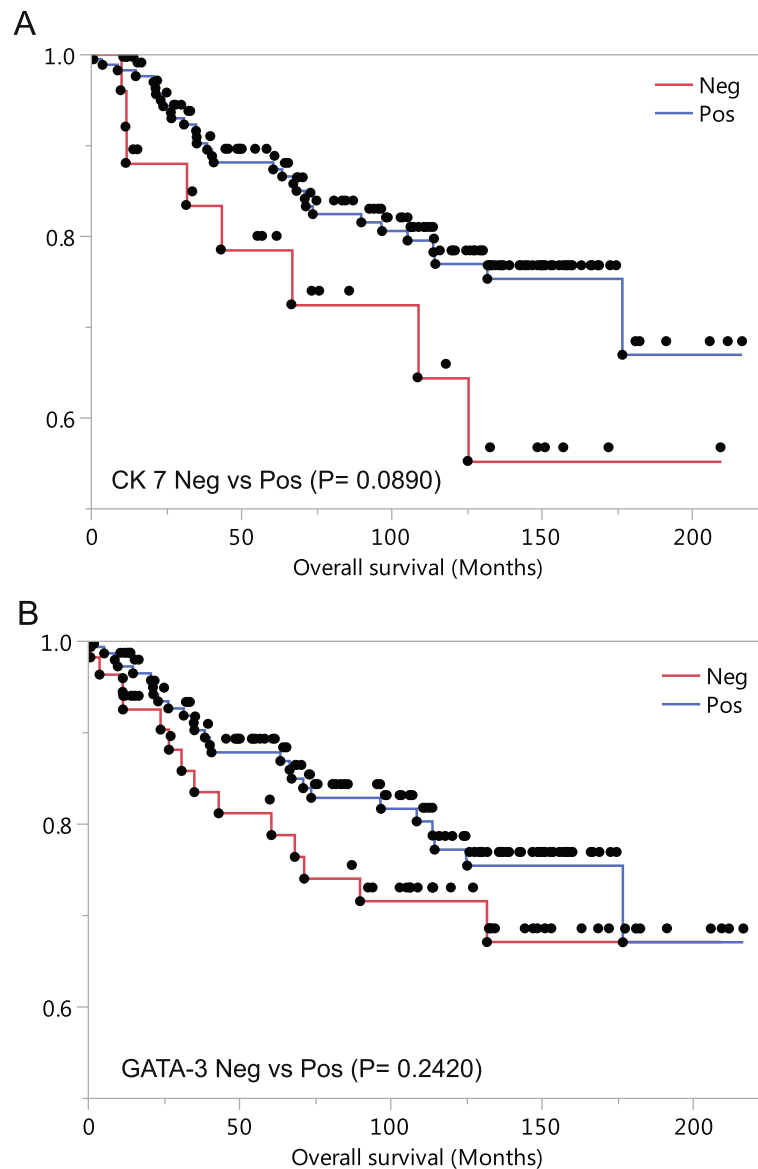 A
1.0
0.8
0.6
Neg
Pos
CK 7 Neg vs Pos (P= 0.0890)
0 50 100 150 200
Overall survival (Months)
B
1.0
0.8
0.6
Neg
Pos
GATA-3 Neg vs Pos (P= 0.2420)
0 50 100 150 200
Overall survival (Months)